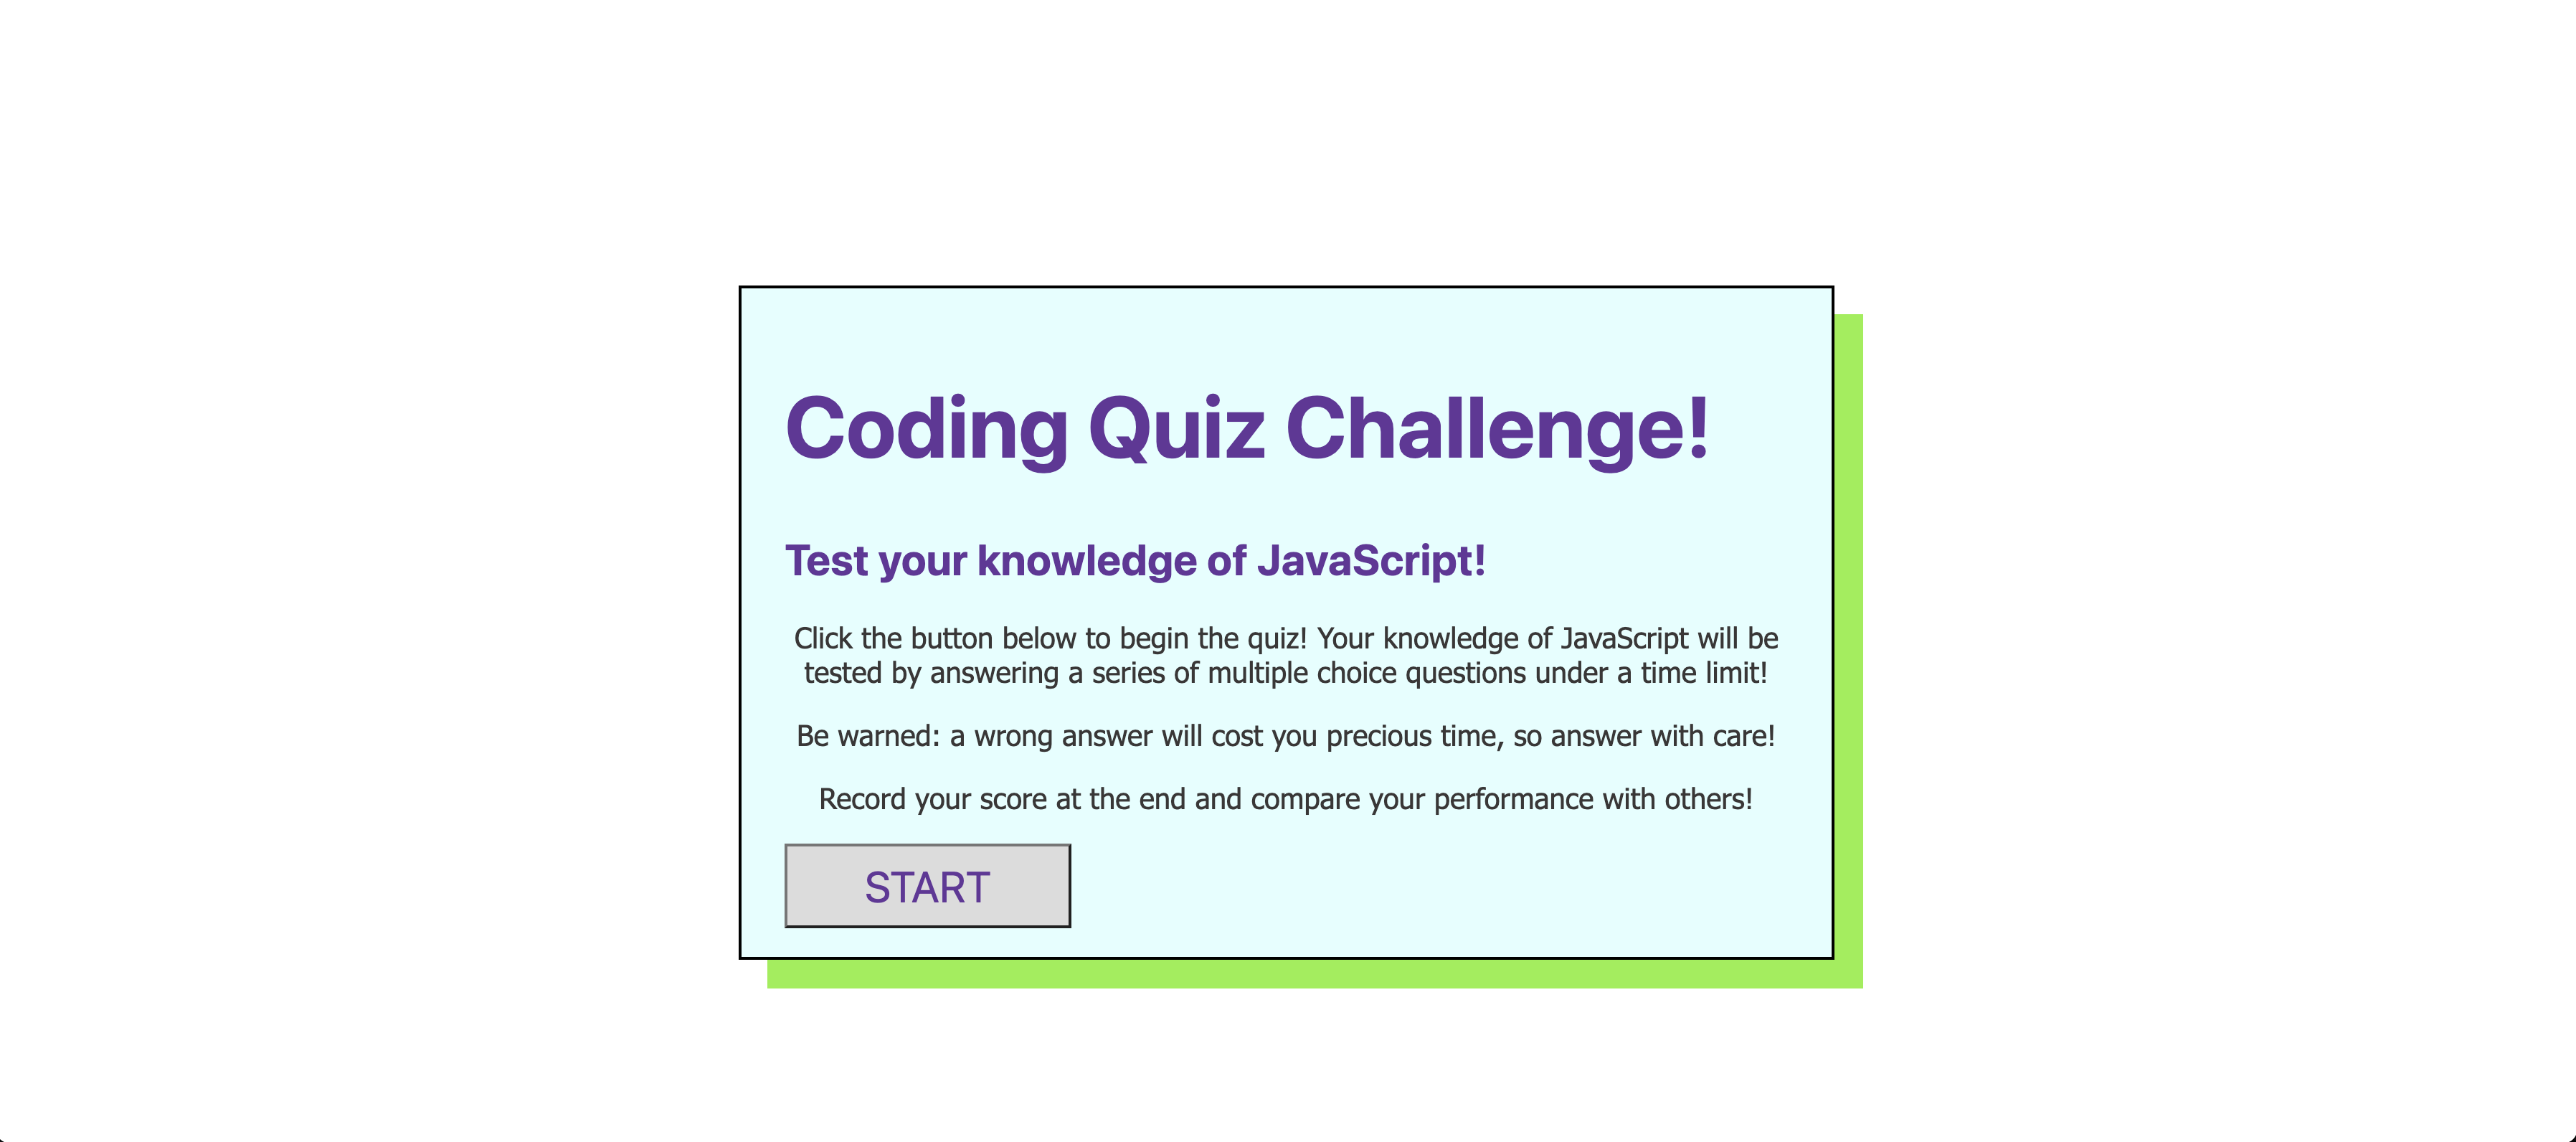 Coding Quiz Challenge!
Test your knowledge of JavaScript!
Click the button below to begin the quiz! Your knowledge of JavaScript will be
tested by answering a series of multiple choice questions under a time limit!
Be warned: a wrong answer will cost you precious time, so answer with care!
Record your score at the end and compare your performance with others!
START